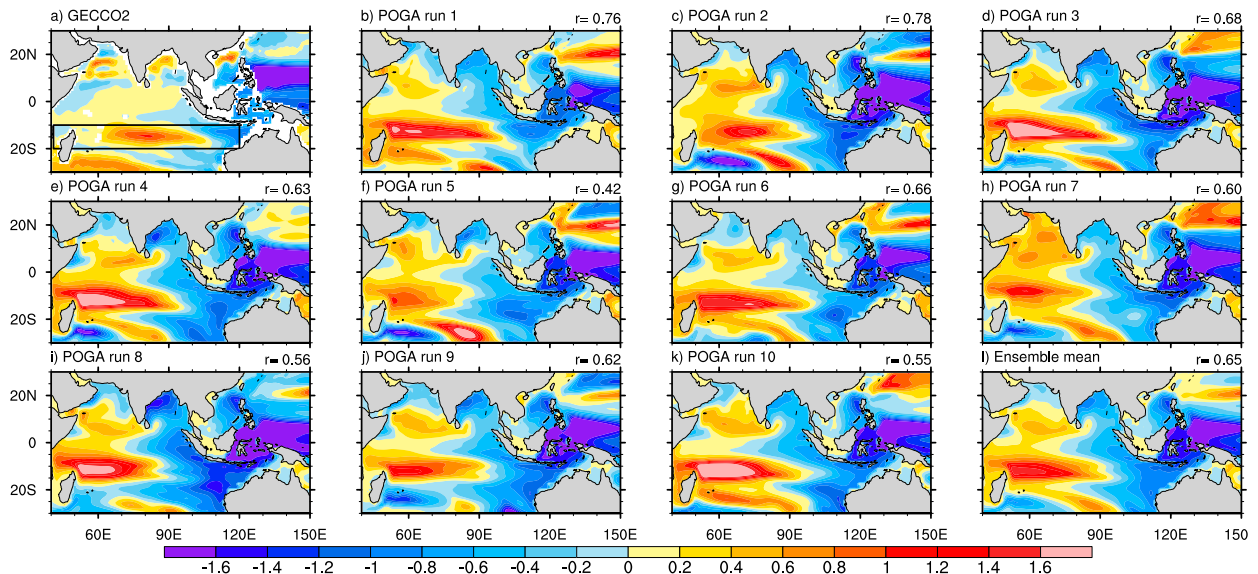 a) GECCO2
b) POGA run 1 r= 0.76
c) POGA run 2 r= 0.78
d) POGA run 3 r= 0.68
20N
0
20S
e) POGA run 4 r= 0.63
f) POGA run 5 r= 0.42
g) POGA run 6 r= 0.66
h) POGA run 7 r= 0.60
20N
0
20S
i) POGA run 8 r= 0.56
j) POGA run 9 r= 0.62
k) POGA run 10 r= 0.55
l) Ensemble mean r= 0.65
20N
0
20S
60E 90E 120E 150E 60E 90E 120E 150E 60E 90E 120E 150E 60E 90E 120E 150
-1.6 -1.4 -1.2 -1 -0.8 -0.6 -0.4 -0.2 0 0.2 0.4 0.6 0.8 1 1.2 1.4 1.6